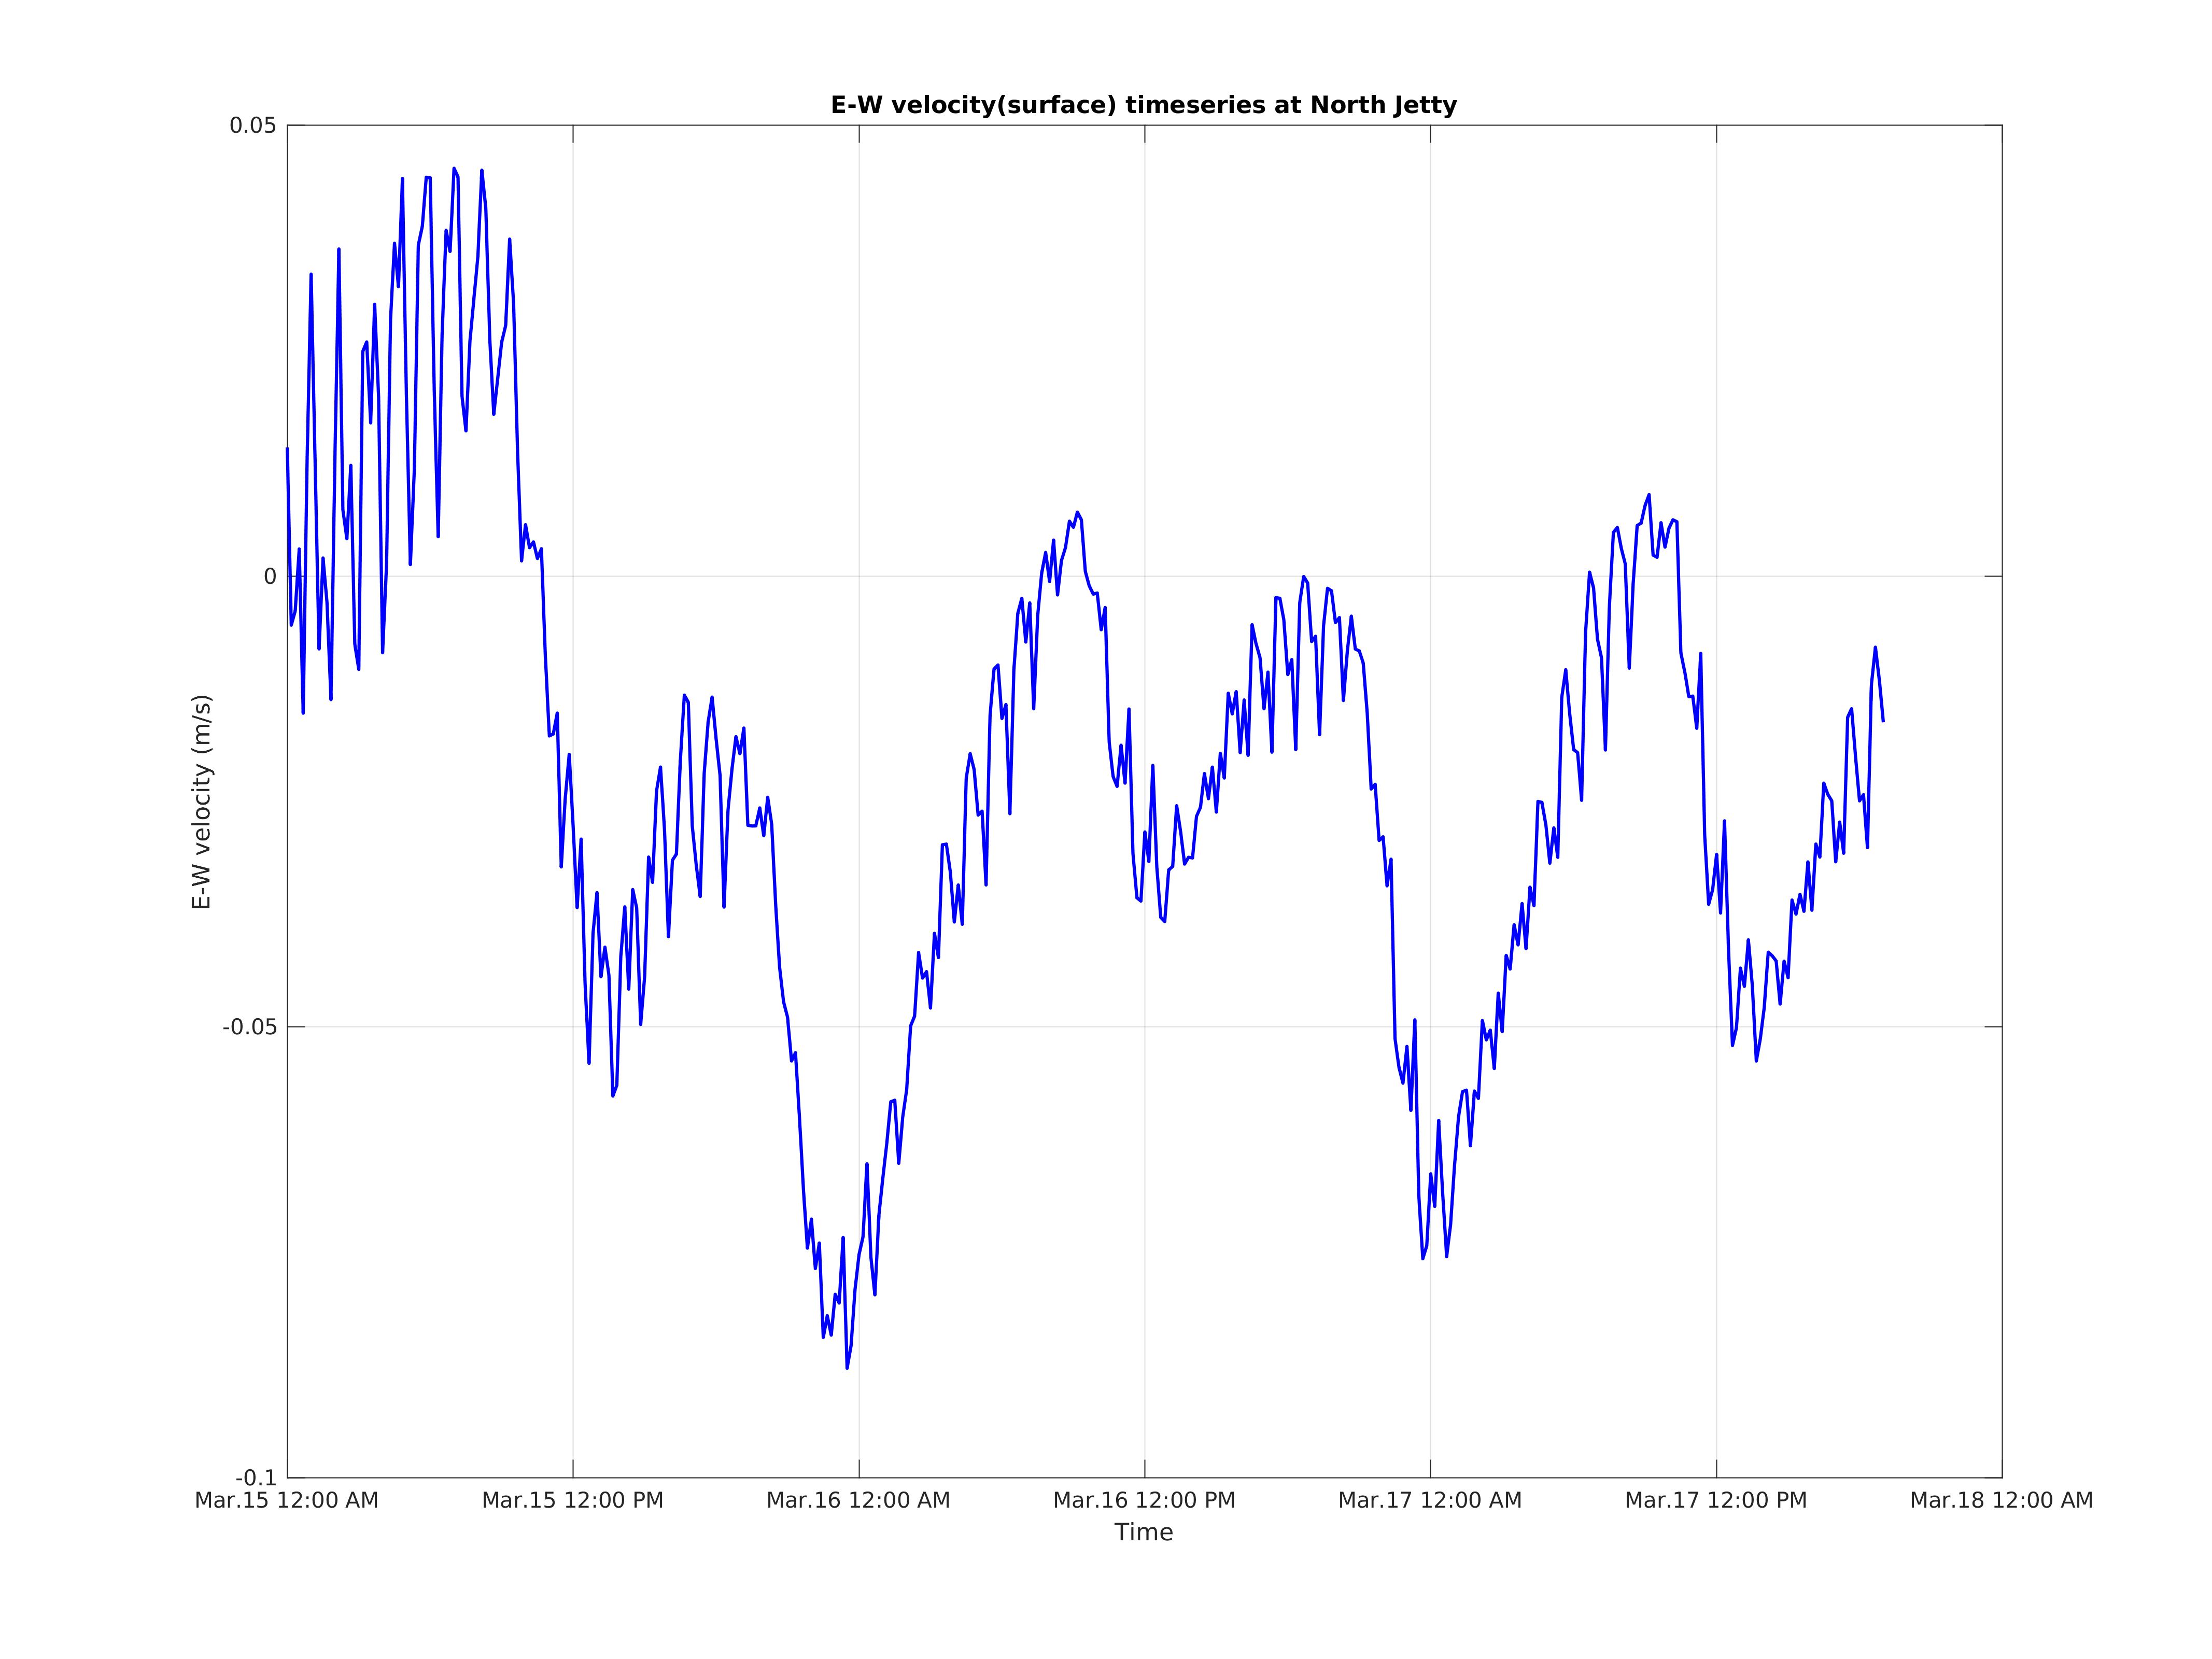 E-W velocity(surface) timeseries at North Jetty
0.05
0
-0.05
-0.1
E-W velocity (m/s)
Mar.15 12:00 AM
Mar.15 12:00 PM
Mar.16 12:00 AM
Mar.16 12:00 PM
Mar.17 12:00 AM
Mar.17 12:00 PM
Mar.18 12:00 AM
Time